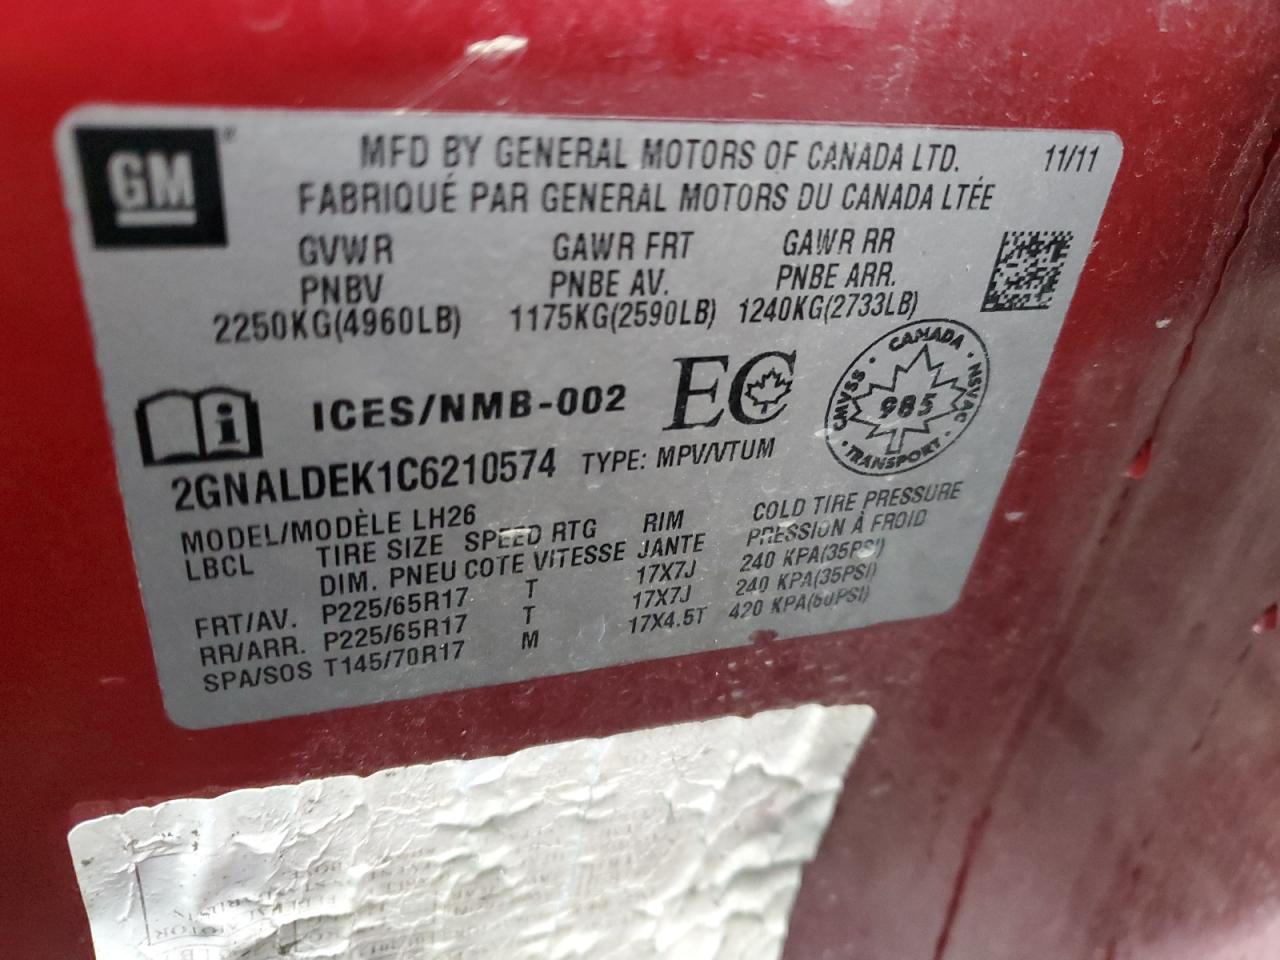 GM
MFD BY GENERAL MOTORS OF CANADA LTD. 11/11
FABRIQUÉ PAR GENERAL MOTORS DU CANADA LTÉE
GVWR GAWR FRT GAWR RR
PNBV PNBE AV. PNBE ARR.
2250KG(4960LB) 1175KG(2590LB) 1240KG(2733LB)
ICES/NMB-002 EC
CANADA
CMVSS 985 NSVAC
TRANSPORT
2GNALDEK1C6210574 TYPE: MPV/VTUM
MODEL/MODÈLE LH26
LBCL TIRE SIZE SPEED RTG RIM COLD TIRE PRESSURE
DIM. PNEU COTE VITESSE JANTE PRESSION À FROID
FRT/AV. P225/65R17 T 17X7J 240 KPA(35PSI)
RR/ARR. P225/65R17 T 17X7J 240 KPA(35PSI)
SPA/SOS T145/70R17 M 17X4.5T 420 KPA(60PSI)